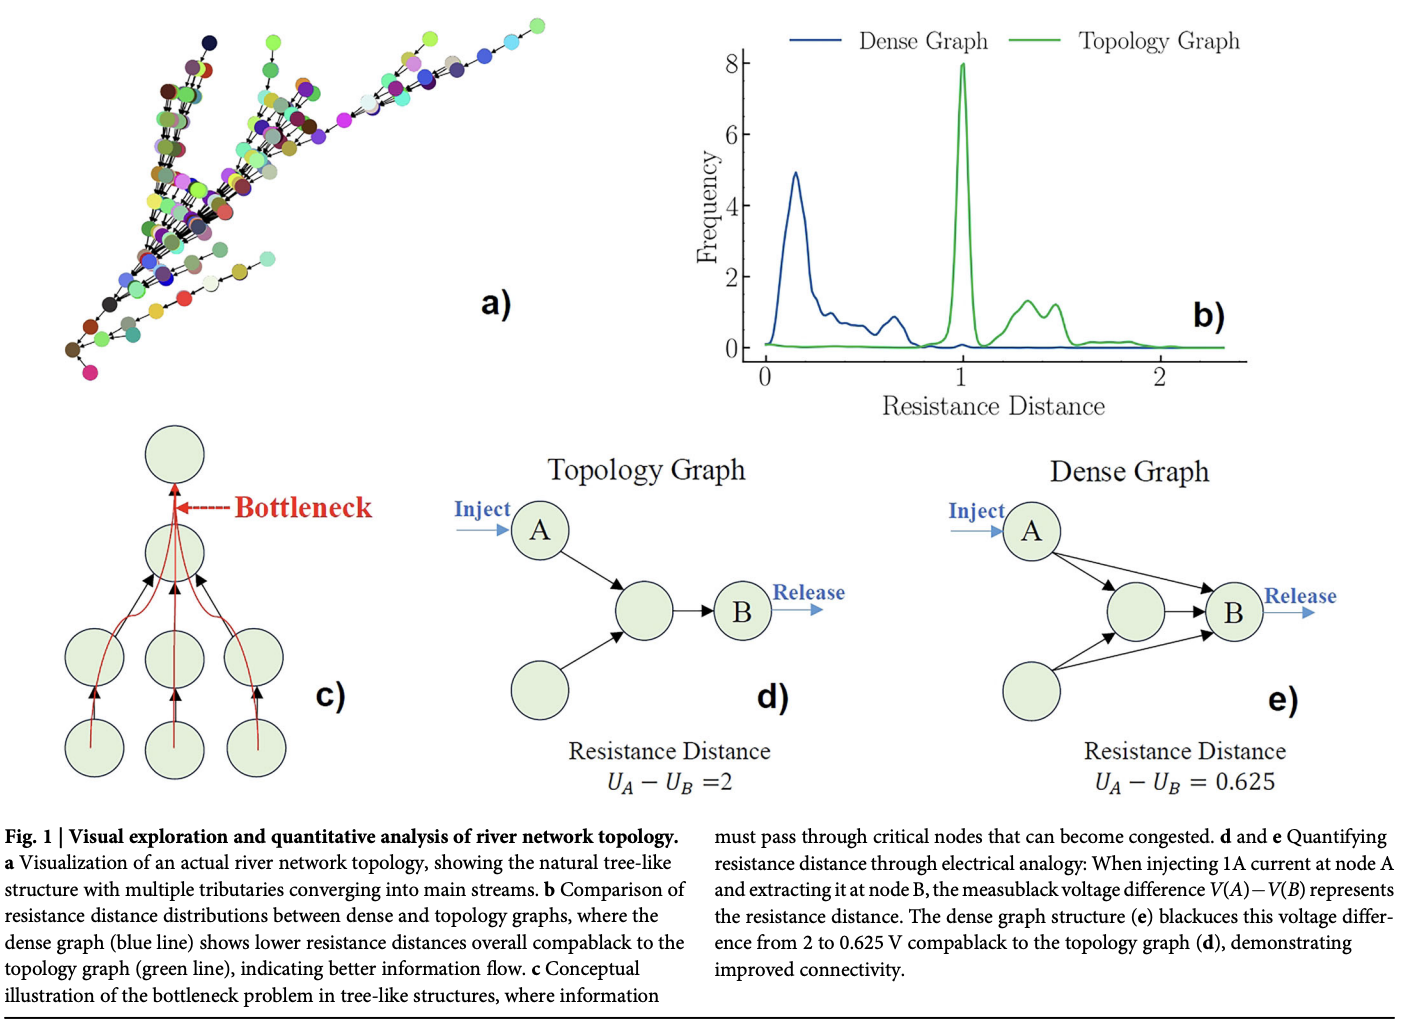 Dense Graph
Topology Graph
8
6
4
2
0
Frequency
0
1
2
Resistance Distance
a)
b)
Bottleneck
c)
Topology Graph
Inject
A
B
Release
d)
Resistance Distance
U_A − U_B =2
Dense Graph
Inject
A
B
Release
e)
Resistance Distance
U_A − U_B = 0.625
Fig. 1 | Visual exploration and quantitative analysis of river network topology.
a Visualization of an actual river network topology, showing the natural tree-like
structure with multiple tributaries converging into main streams. b Comparison of
resistance distance distributions between dense and topology graphs, where the
dense graph (blue line) shows lower resistance distances overall compablack to the
topology graph (green line), indicating better information flow. c Conceptual
illustration of the bottleneck problem in tree-like structures, where information
must pass through critical nodes that can become congested. d and e Quantifying
resistance distance through electrical analogy: When injecting 1A current at node A
and extracting it at node B, the measublack voltage difference V(A)−V(B) represents
the resistance distance. The dense graph structure (e) blackuces this voltage differ-
ence from 2 to 0.625 V compablack to the topology graph (d), demonstrating
improved connectivity.